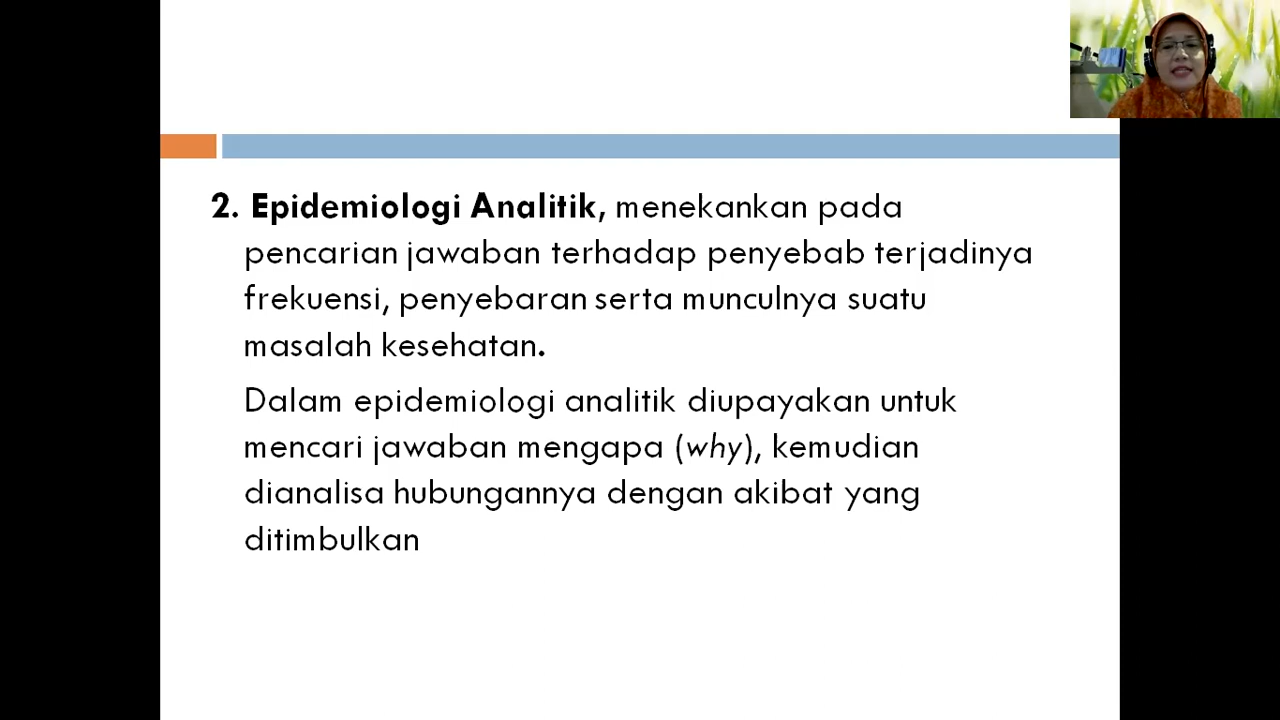 2. Epidemiologi Analitik, menekankan pada
pencarian jawaban terhadap penyebab terjadinya
frekuensi, penyebaran serta munculnya suatu
masalah kesehatan.
Dalam epidemiologi analitik diupayakan untuk
mencari jawaban mengapa (why), kemudian
dianalisa hubungannya dengan akibat yang
ditimbulkan